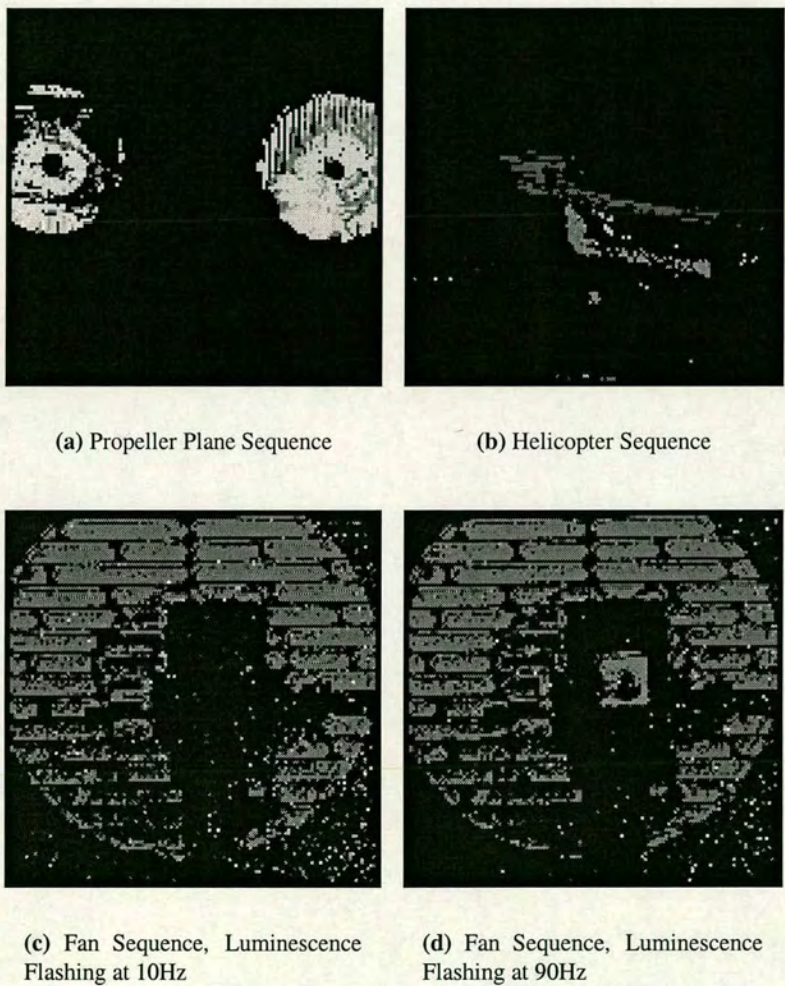 (a) Propeller Plane Sequence
(b) Helicopter Sequence
(c) Fan Sequence, Luminescence
Flashing at 10Hz
(d) Fan Sequence, Luminescence
Flashing at 90Hz